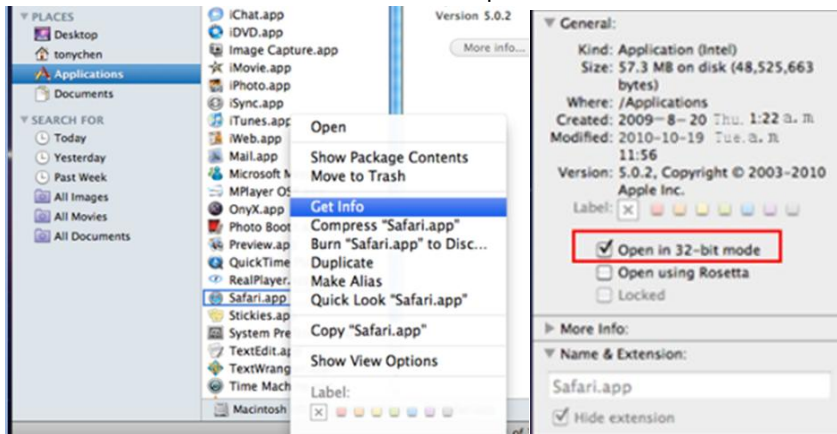 PLACES
Desktop
tonychen
Applications
Documents
SEARCH FOR
Today
Yesterday
Past Week
All Images
All Movies
All Documents
iChat.app
iDVD.app
Image Capture.app
iMovie.app
iPhoto.app
iSync.app
iTunes.app
iWeb.app
Mail.app
Microsoft M
MPlayer OS
OnyX.app
Photo Boot
Preview.ap
QuickTime
RealPlayer.
Safari.app
Stickies.ap
System Pre
TextEdit.ap
TextWrang
Time Mach
Macintosh
Version 5.0.2
More info...
Open
Show Package Contents
Move to Trash
Get Info
Compress "Safari.app"
Burn "Safari.app" to Disc...
Duplicate
Make Alias
Quick Look "Safari.app"
Copy "Safari.app"
Show View Options
Label:
of
General:
Kind: Application (Intel)
Size: 57.3 MB on disk (48,525,663
bytes)
Where: /Applications
Created: 2009-8-20 Thu. 1:22 a. m
Modified: 2010-10-19 Tue. a. m
11:56
Version: 5.0.2, Copyright © 2003-2010
Apple Inc.
Label:
Open in 32-bit mode
Open using Rosetta
Locked
More Info:
Name & Extension:
Safari.app
Hide extension